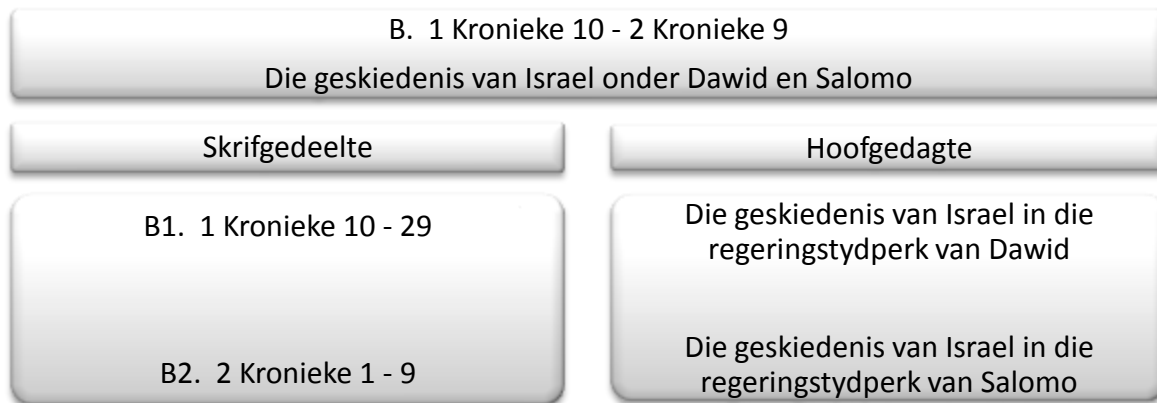 B. 1 Kronieke 10 - 2 Kronieke 9
Die geskiedenis van Israel onder Dawid en Salomo
Skrifgedeelte
Hoofgedagte
B1. 1 Kronieke 10 - 29
Die geskiedenis van Israel in die
regeringstydperk van Dawid
B2. 2 Kronieke 1 - 9
Die geskiedenis van Israel in die
regeringstydperk van Salomo